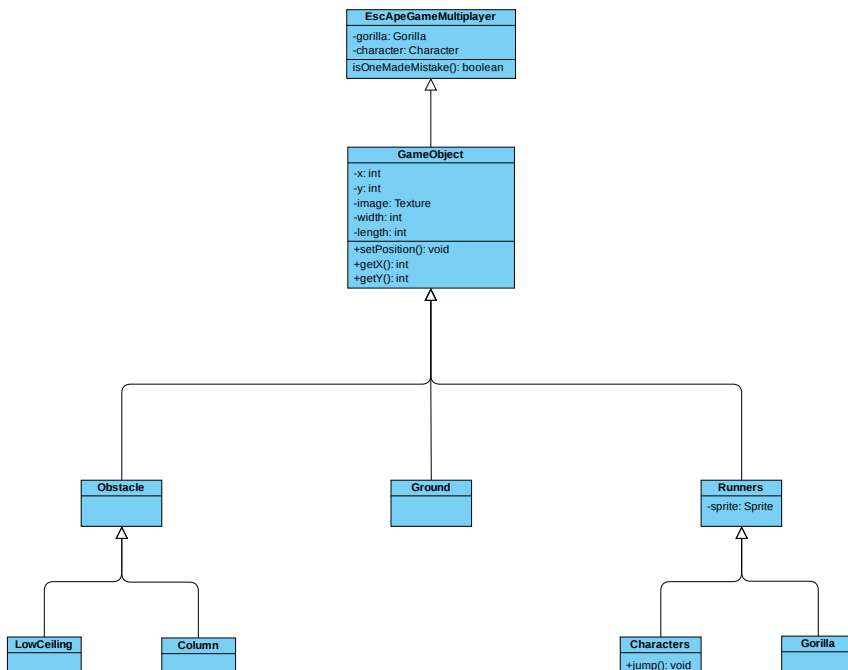 EscApeGameMultiplayer
-gorilla: Gorilla
-character: Character
isOneMadeMistake(): boolean
GameObject
-x: int
-y: int
-image: Texture
-width: int
-length: int
+setPosition(): void
+getX(): int
+getY(): int
Obstacle
Ground
Runners
-sprite: Sprite
LowCeiling
Column
Characters
+jump(): void
Gorilla